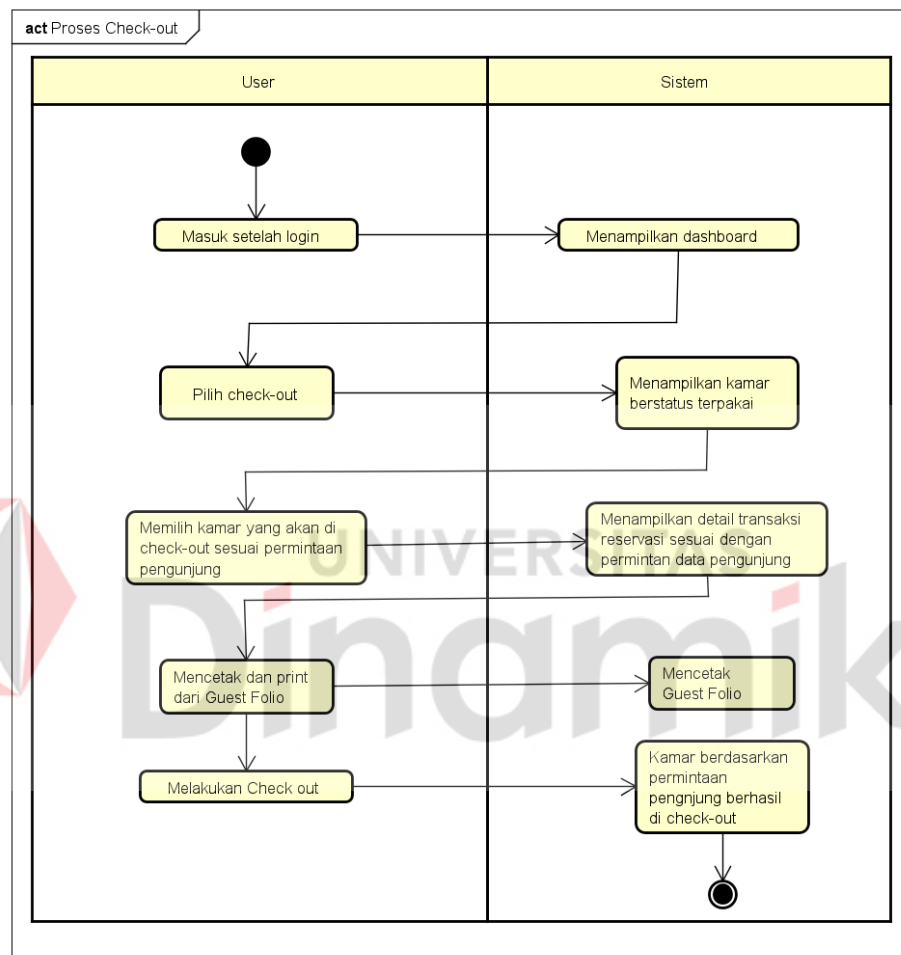 act Proses Check-out
User
Sistem
Masuk setelah login
Menampilkan dashboard
Pilih check-out
Menampilkan kamar
berstatus terpakai
Memilih kamar yang akan di
check-out sesuai permintaan
pengunjung
Menampilkan detail transaksi
reservasi sesuai dengan
permintan data pengunjung
UNIVERSITAS
Dinamik
Mencetak dan print
dari Guest Folio
Mencetak
Guest Folio
Melakukan Check out
Kamar berdasarkan
permintaan
pengnjung berhasil
di check-out